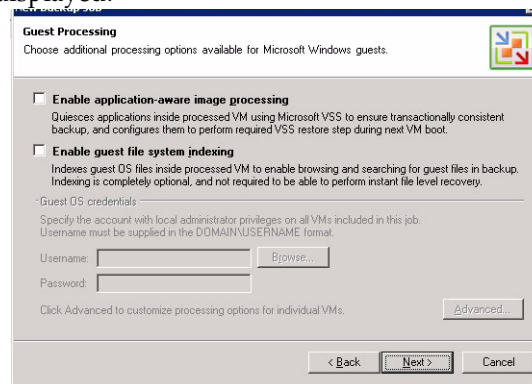 New Backup Job
Guest Processing
Choose additional processing options available for Microsoft Windows guests.
Enable application-aware image processing
Quiesces applications inside processed VM using Microsoft VSS to ensure transactionally consistent
backup, and configures them to perform required VSS restore step during next VM boot.
Enable guest file system indexing
Indexes guest OS files inside processed VM to enable browsing and searching for guest files in backup.
Indexing is completely optional, and not required to be able to perform instant file level recovery.
Guest OS credentials
Specify the account with local administrator privileges on all VMs included in this job.
Username must be supplied in the DOMAIN\USERNAME format.
Username:
Browse...
Password:
Click Advanced to customize processing options for individual VMs.
Advanced...
< Back
Next >
Cancel